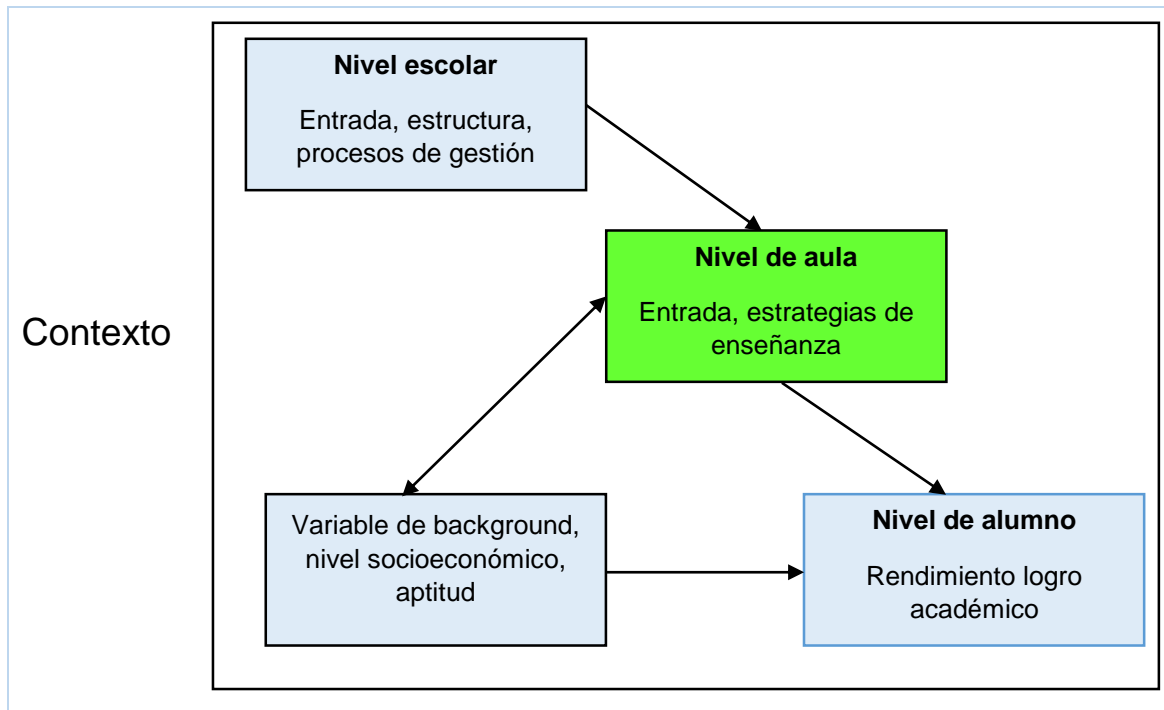 Nivel escolar
Entrada, estructura,
procesos de gestión
Nivel de aula
Entrada, estrategias de
enseñanza
Contexto
Variable de background,
nivel socioeconómico,
aptitud
Nivel de alumno
Rendimiento logro
académico